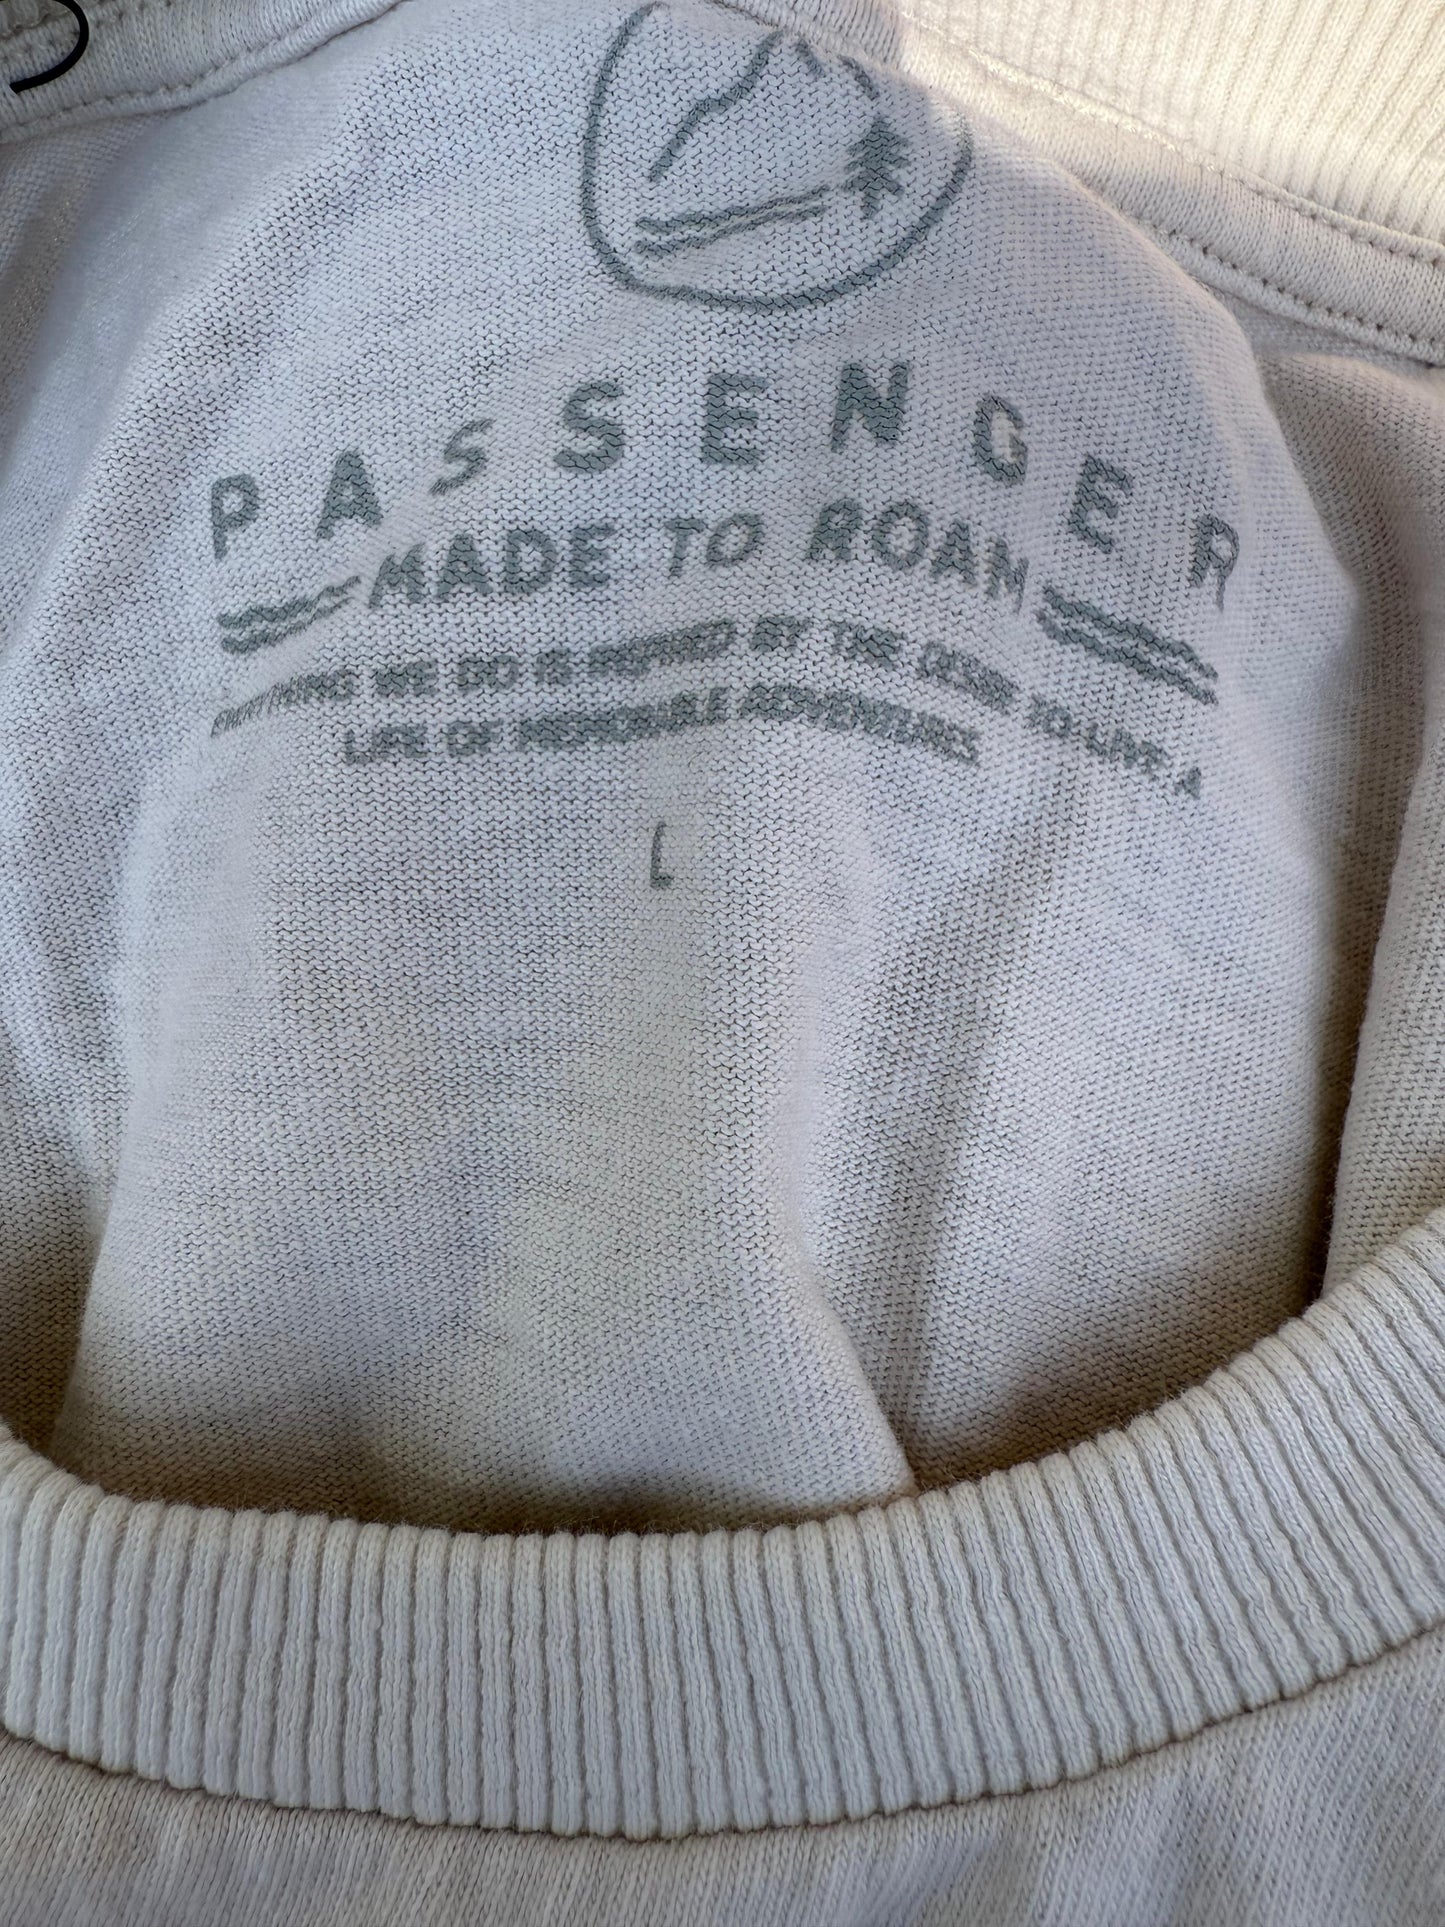 PASSENGER
MADE TO ROAM
EVERYTHING WE DO IS INSPIRED BY THE DESIRE TO LIVE A
LIFE OF MEMORABLE ADVENTURES
L